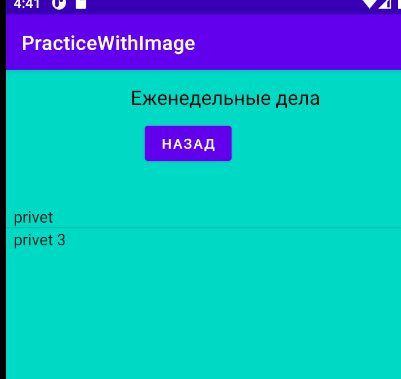 4:41
PracticeWithImage
Еженедельные дела
НАЗАД
privet
privet 3